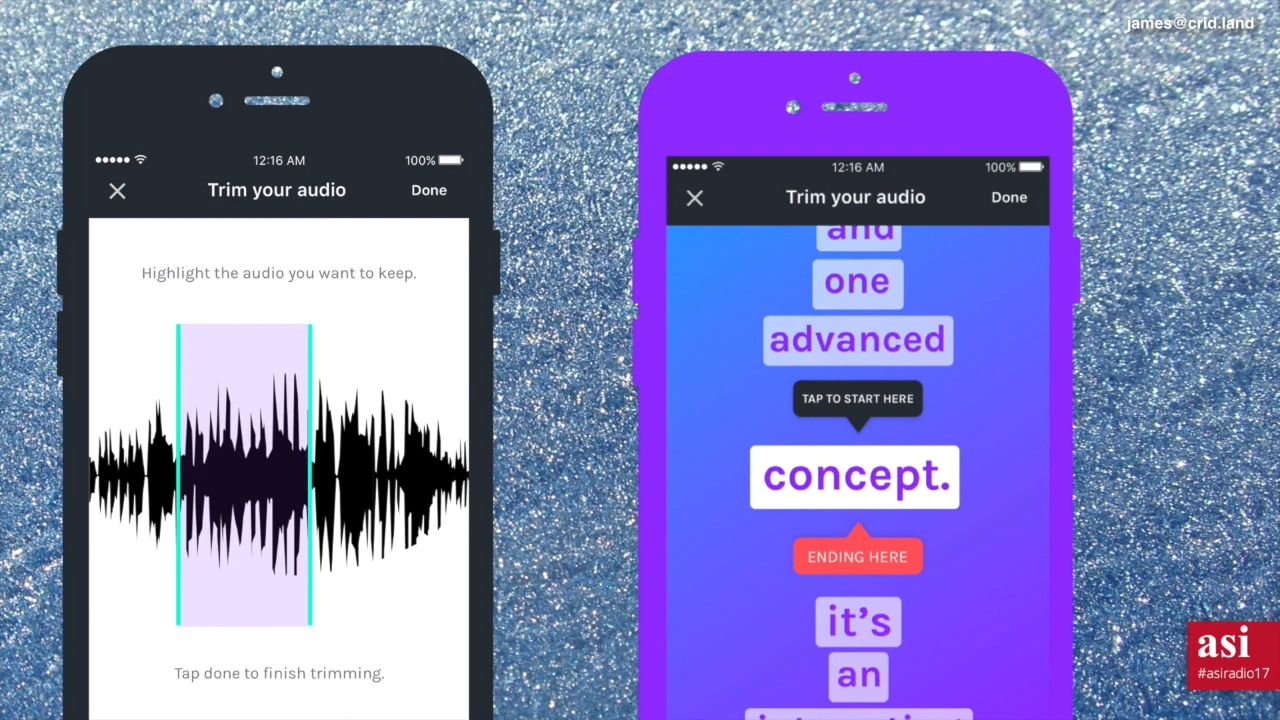 james@crid.land
12:16 AM
100%
Trim your audio
Done
Highlight the audio you want to keep.
Tap done to finish trimming.
12:16 AM
100%
Trim your audio
Done
and
one
advanced
TAP TO START HERE
concept.
ENDING HERE
it's
an
asi
#asiradio17